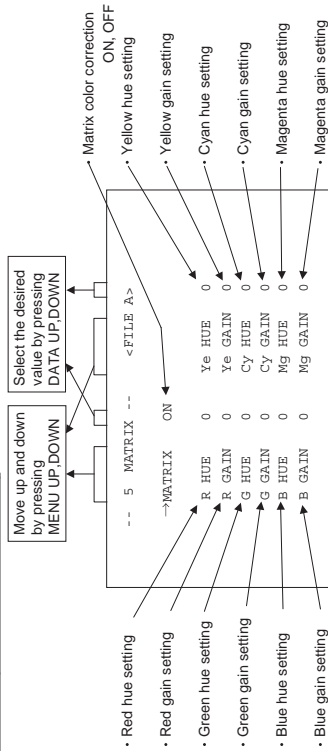 Move up and down
by pressing
MENU UP,DOWN
Select the desired
value by pressing
DATA UP,DOWN
-- 5 MATRIX -- <FILE A>
→MATRIX ON
R HUE 0 Ye HUE 0
R GAIN 0 Ye GAIN 0
G HUE 0 Cy HUE 0
G GAIN 0 Cy GAIN 0
B HUE 0 Mg HUE 0
B GAIN 0 Mg GAIN 0
· Red hue setting
· Red gain setting
· Green hue setting
· Green gain setting
· Blue hue setting
· Blue gain setting
· Matrix color correction
ON, OFF
· Yellow hue setting
· Yellow gain setting
· Cyan hue setting
· Cyan gain setting
· Magenta hue setting
· Magenta gain setting